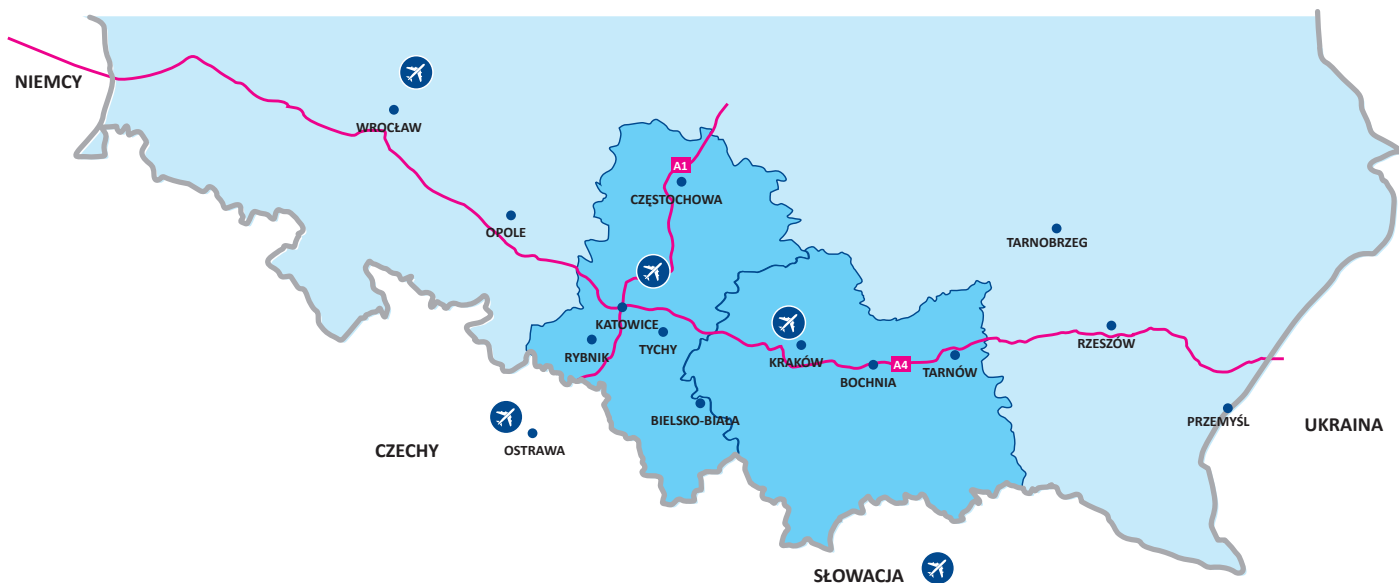 NIEMCY
WROCŁAW
A1
CZĘSTOCHOWA
OPOLE
TARNOBRZEG
KATOWICE
RYBNIK
TYCHY
KRAKÓW
BOCHNIA
A4
TARNÓW
RZESZÓW
BIELSKO-BIAŁA
PRZEMYŚL
UKRAINA
CZECHY
OSTRAWA
SŁOWACJA